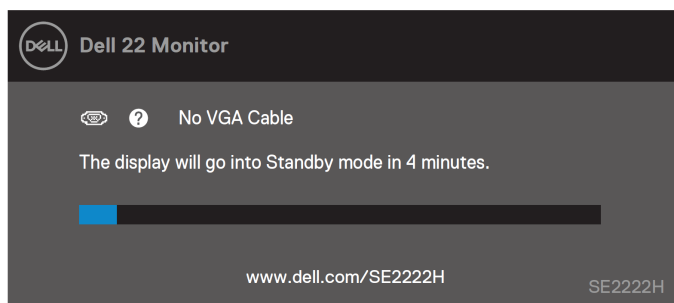 DELL
Dell 22 Monitor
? No VGA Cable
The display will go into Standby mode in 4 minutes.
www.dell.com/SE2222H
SE2222H